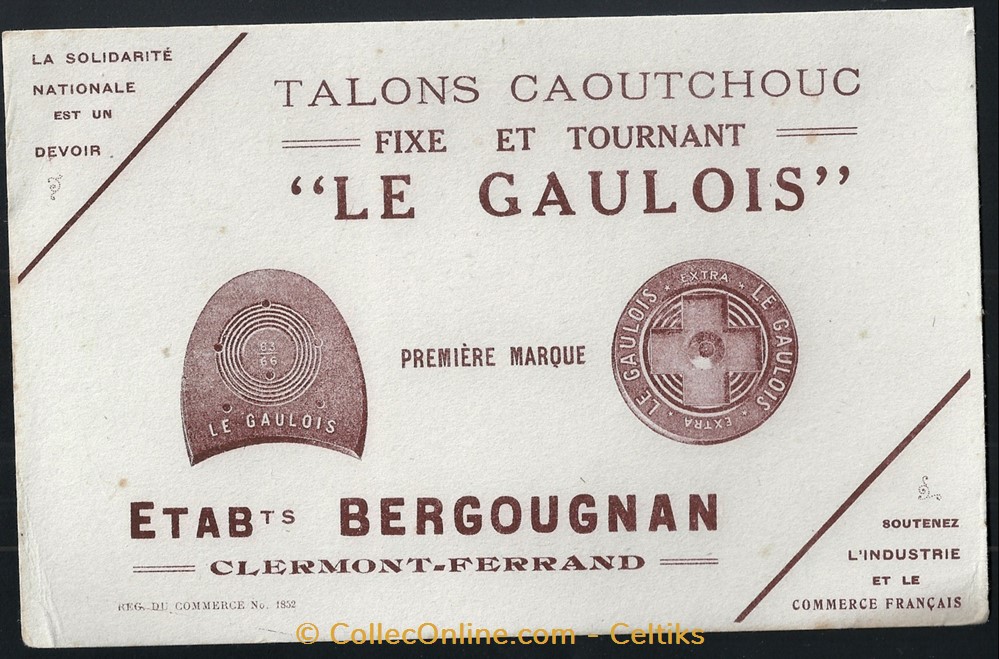 LA SOLIDARITÉ
NATIONALE
EST UN
DEVOIR
TALONS CAOUTCHOUC
FIXE ET TOURNANT
"LE GAULOIS"
83
66
LE GAULOIS
PREMIÈRE MARQUE
EXTRA * LE GAULOIS * EXTRA * LE GAULOIS *
ETABTS BERGOUGNAN
CLERMONT-FERRAND
REG. DU COMMERCE No. 1852
SOUTENEZ
L'INDUSTRIE
ET LE
COMMERCE FRANÇAIS
© CollecOnline.com - Celtiks